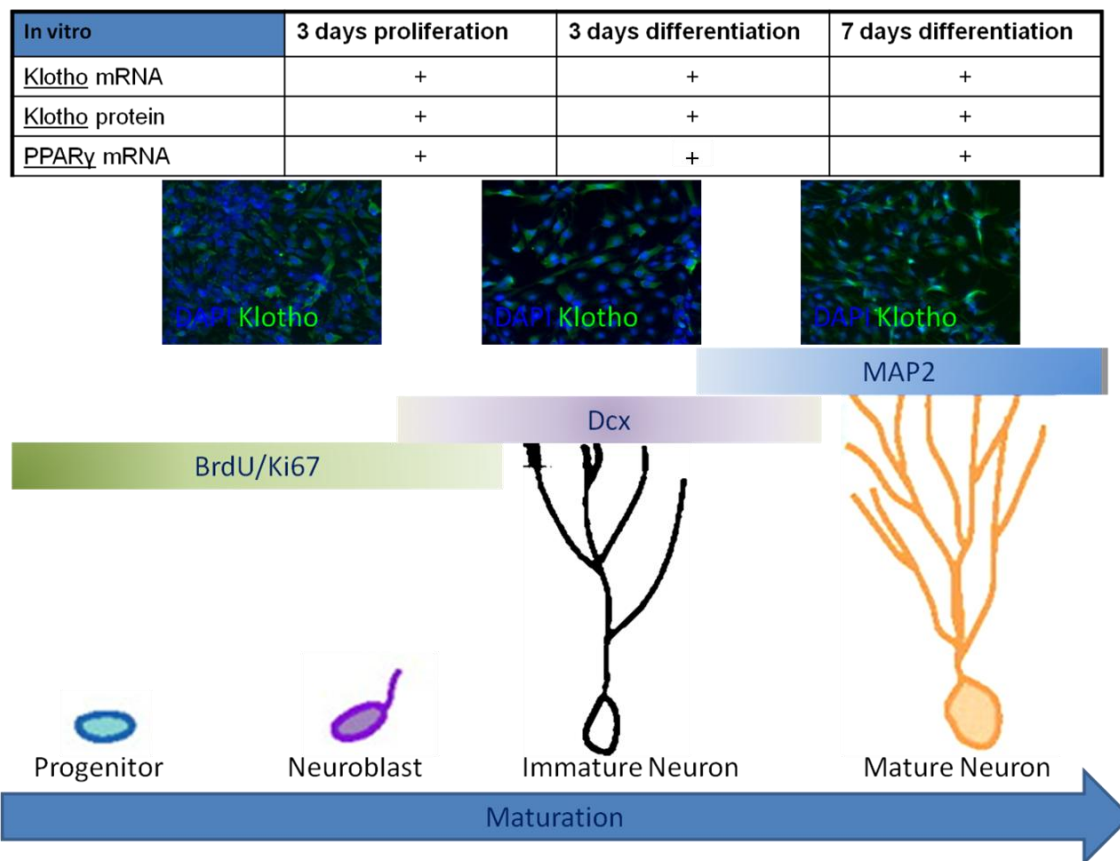 In vitro 3 days proliferation 3 days differentiation 7 days differentiation
Klotho mRNA + + +
Klotho protein + + +
PPARγ mRNA + + +
DAPI Klotho DAPI Klotho DAPI Klotho
MAP2
Dcx
BrdU/Ki67
Progenitor Neuroblast Immature Neuron Mature Neuron
Maturation